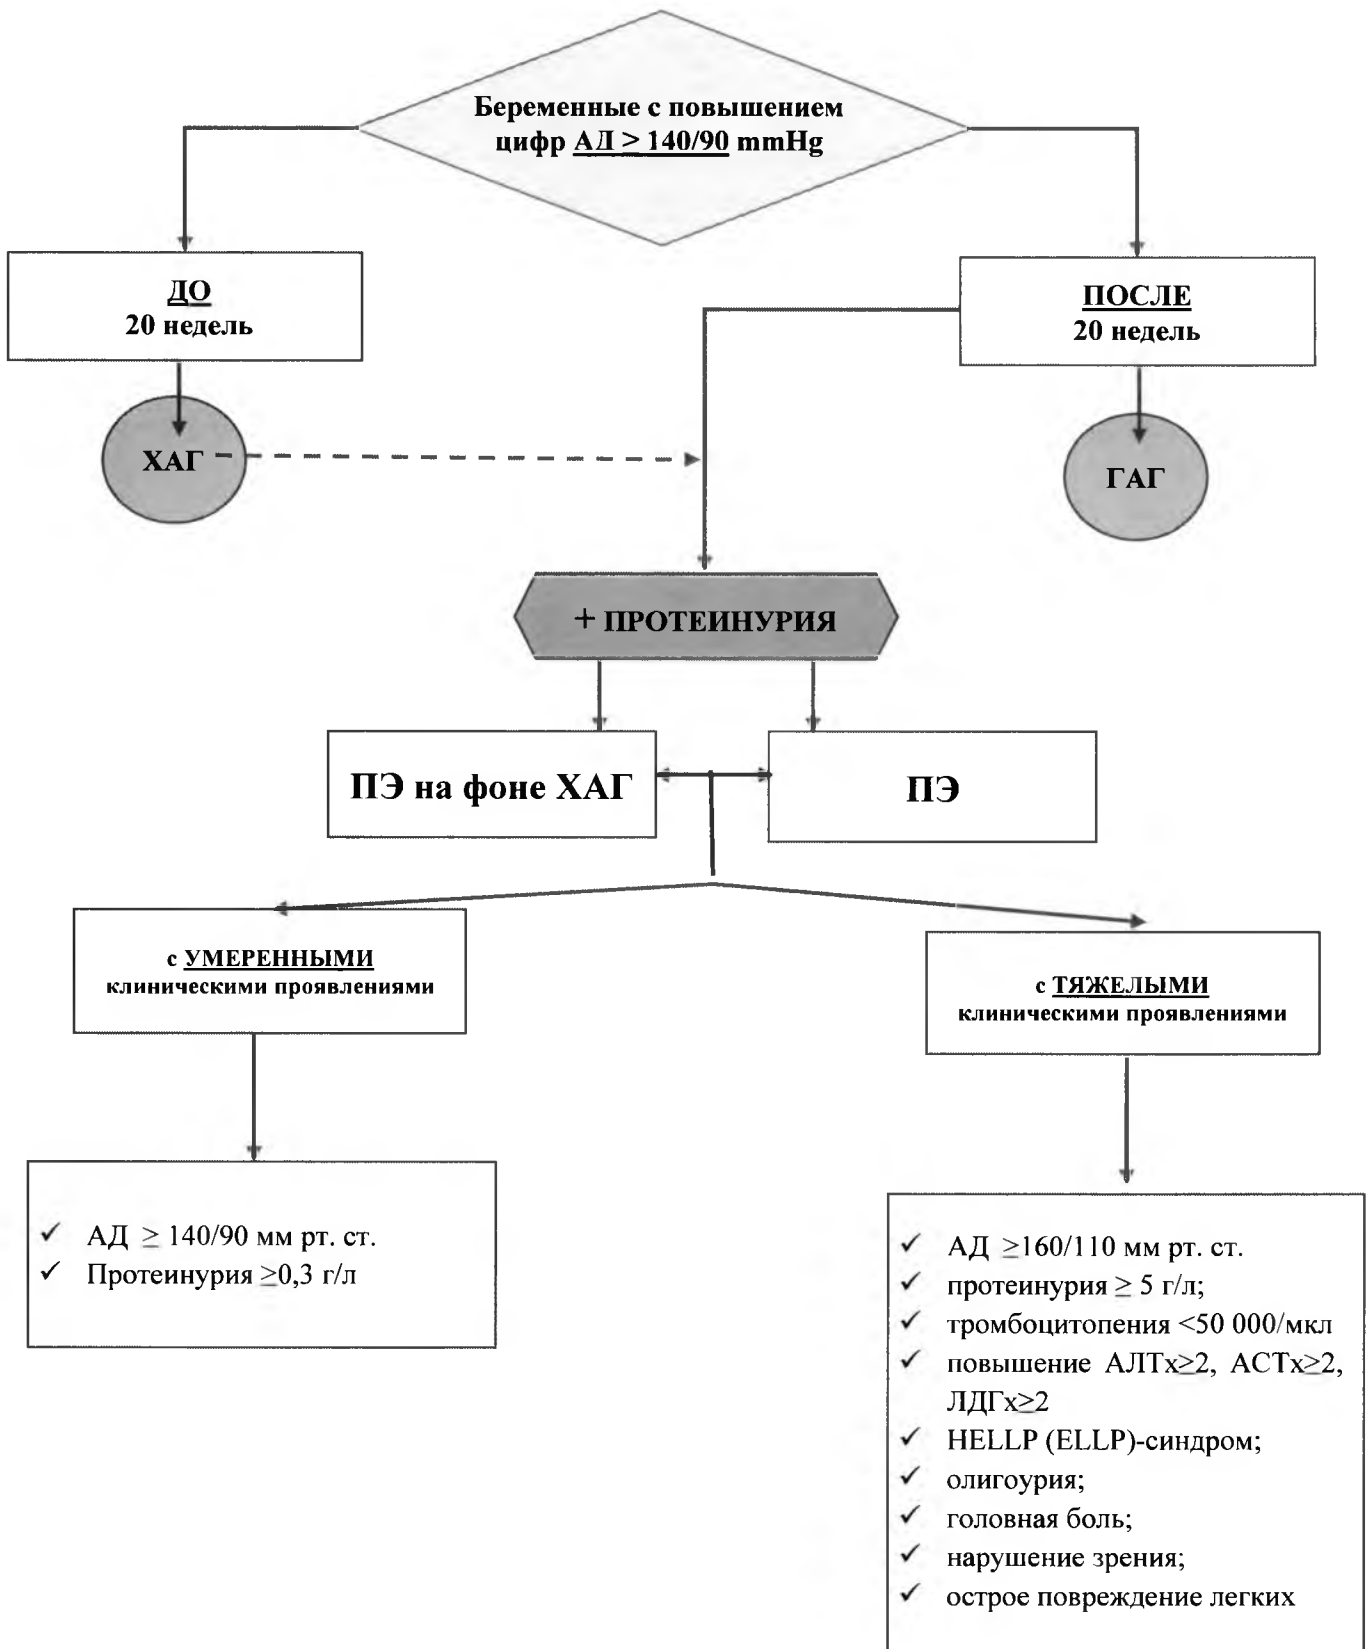 Беременные с повышением
цифр АД > 140/90 mmHg
ДО
20 недель
ПОСЛЕ
20 недель
ХАГ
ГАГ
+ ПРОТЕИНУРИЯ
ПЭ на фоне ХАГ
ПЭ
с УМЕРЕННЫМИ
клиническими проявлениями
с ТЯЖЕЛЫМИ
клиническими проявлениями
✓ АД ≥ 140/90 мм рт. ст.
✓ Протеинурия ≥0,3 г/л
✓ АД ≥160/110 мм рт. ст.
✓ протеинурия ≥ 5 г/л;
✓ тромбоцитопения <50 000/мкл
✓ повышение АЛТх≥2, АСТх≥2,
ЛДГх≥2
✓ HELLP (ELLP)-синдром;
✓ олигоурия;
✓ головная боль;
✓ нарушение зрения;
✓ острое повреждение легких